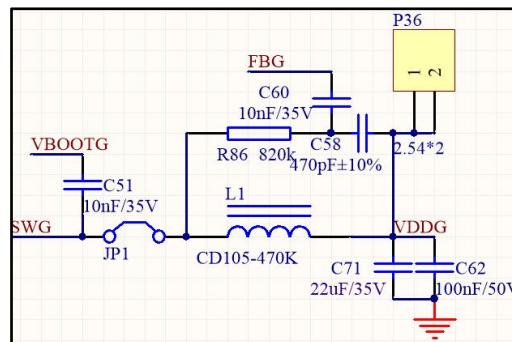 P36
FBG
1 2
C60
10nF/35V
C58
VBOOTG
R86 820k
2.54*2
470pF±10%
C51
10nF/35V
L1
SWG
VDDG
JP1
CD105-470K
C71
C62
22uF/35V
100nF/50V